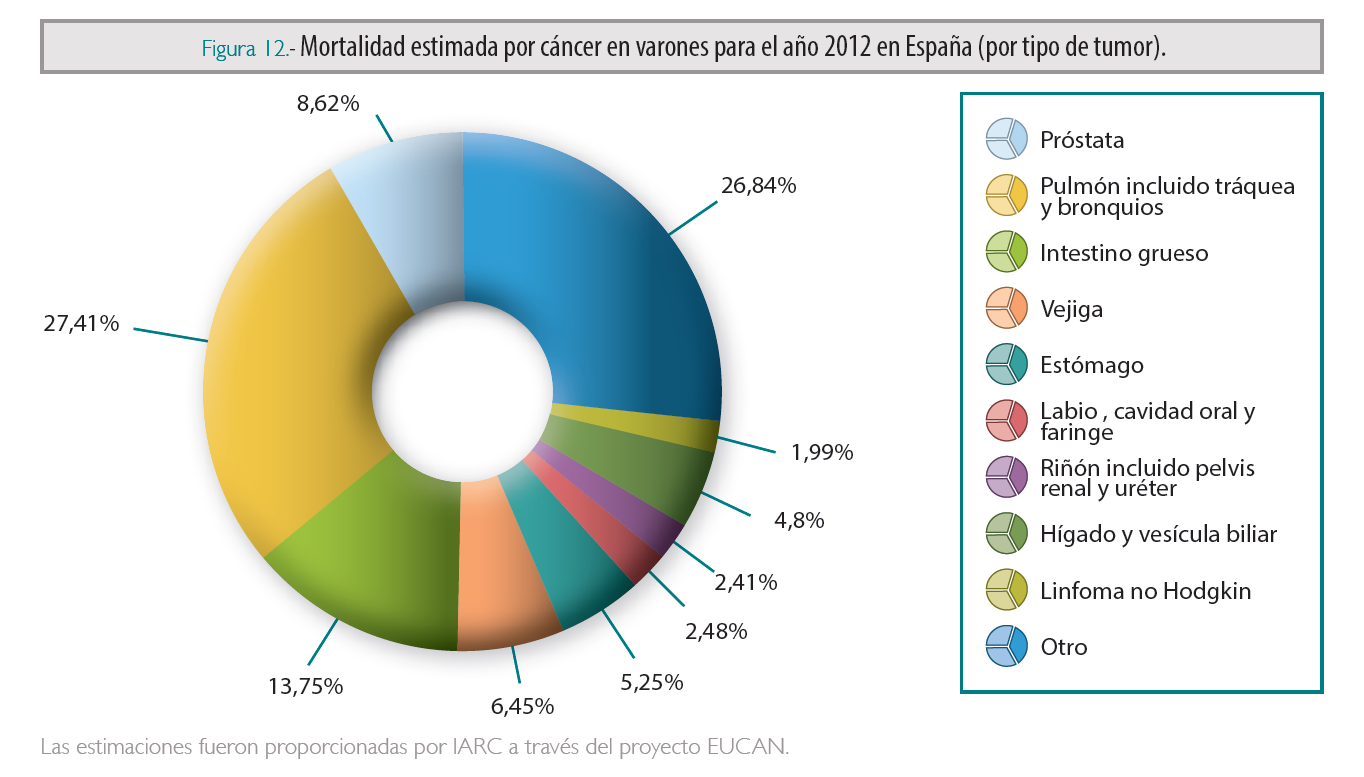 Figura 12.- Mortalidad estimada por cáncer en varones para el año 2012 en España (por tipo de tumor).
8,62%
26,84%
27,41%
1,99%
4,8%
2,41%
2,48%
5,25%
6,45%
13,75%
Próstata
Pulmón incluido tráquea
y bronquios
Intestino grueso
Vejiga
Estómago
Labio , cavidad oral y
faringe
Riñón incluido pelvis
renal y uréter
Hígado y vesícula biliar
Linfoma no Hodgkin
Otro
Las estimaciones fueron proporcionadas por IARC a través del proyecto EUCAN.